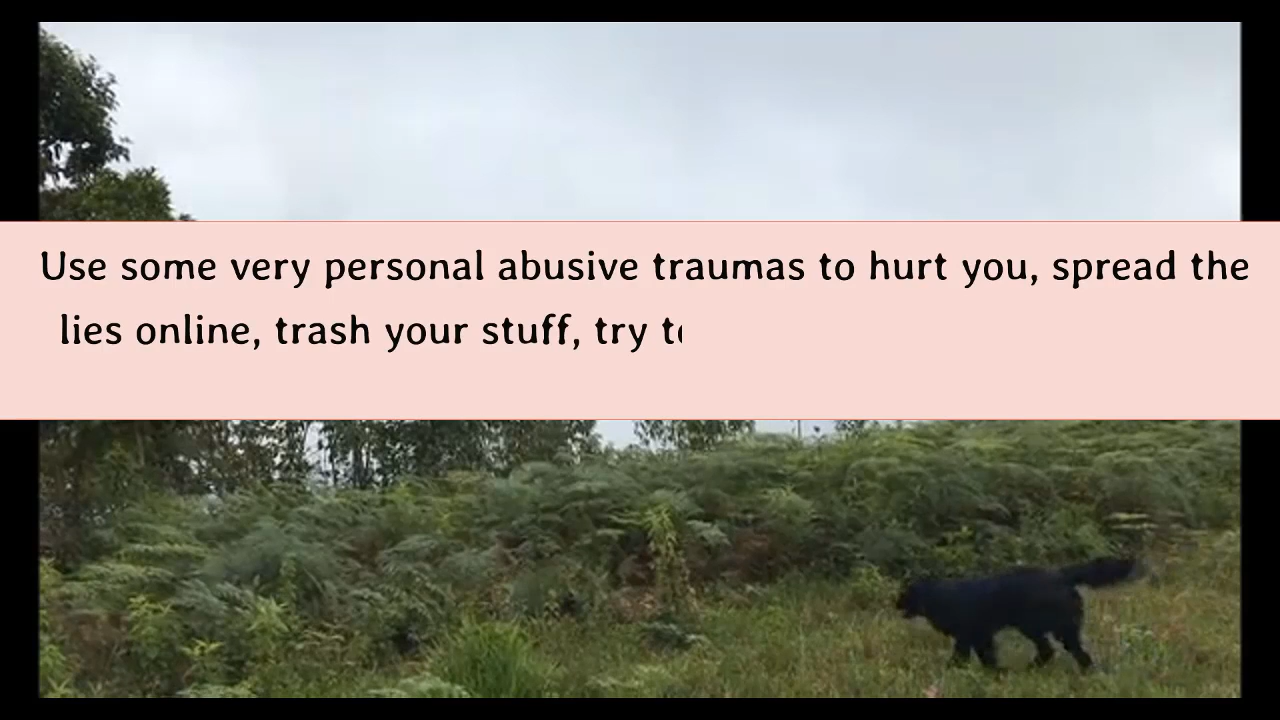 Use some very personal abusive traumas to hurt you, spread the
lies online, trash your stuff, try